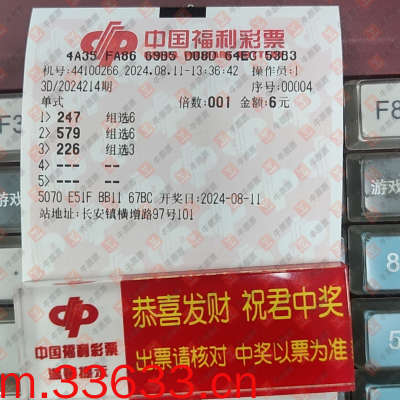 中国福利彩票
4A35 FA86 69B5 D08D 64EC 53B3
机号:44100266 2024.08.11-13:36:42 操作员:1
3D/2024214期 序号:00004
单式 倍数:001 金额:6元
1> 247 组选6
2> 579 组选6
3> 226 组选3
4> --- --
5> --- --
5070 E51F BB11 67BC 开奖日:2024-08-11
站地址:长安镇横增路97号101
F3
F8
游戏
游戏
5
中国福利彩票
恭喜发财 祝君中奖
出票请核对 中奖以票为准
m.33633.cn